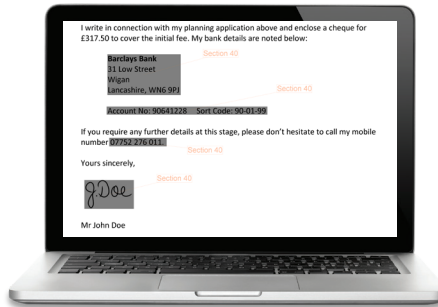 I write in connection with my planning application above and enclose a cheque for
£317.50 to cover the initial fee. My bank details are noted below:
Section 40
Barclays Bank
31 Low Street
Wigan
Lancashire, WN6 9PJ
Section 40
Account No: 90641228 Sort Code: 90-01-99
If you require any further details at this stage, please don't hesitate to call my mobile
number 07752 276 011.
Section 40
Yours sincerely,
Section 40
J.Doe
Mr John Doe